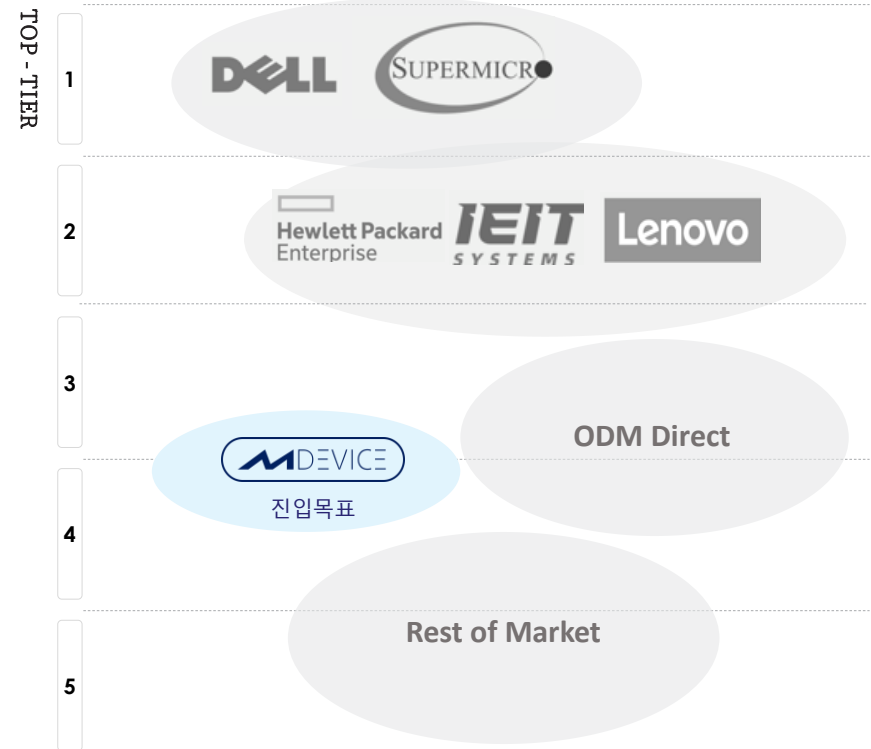 TOP - TIER
1
DELL
SUPERMICRO
2
Hewlett Packard
Enterprise
IEIT
SYSTEMS
Lenovo
3
ODM Direct
MDEVICE
진입목표
4
Rest of Market
5